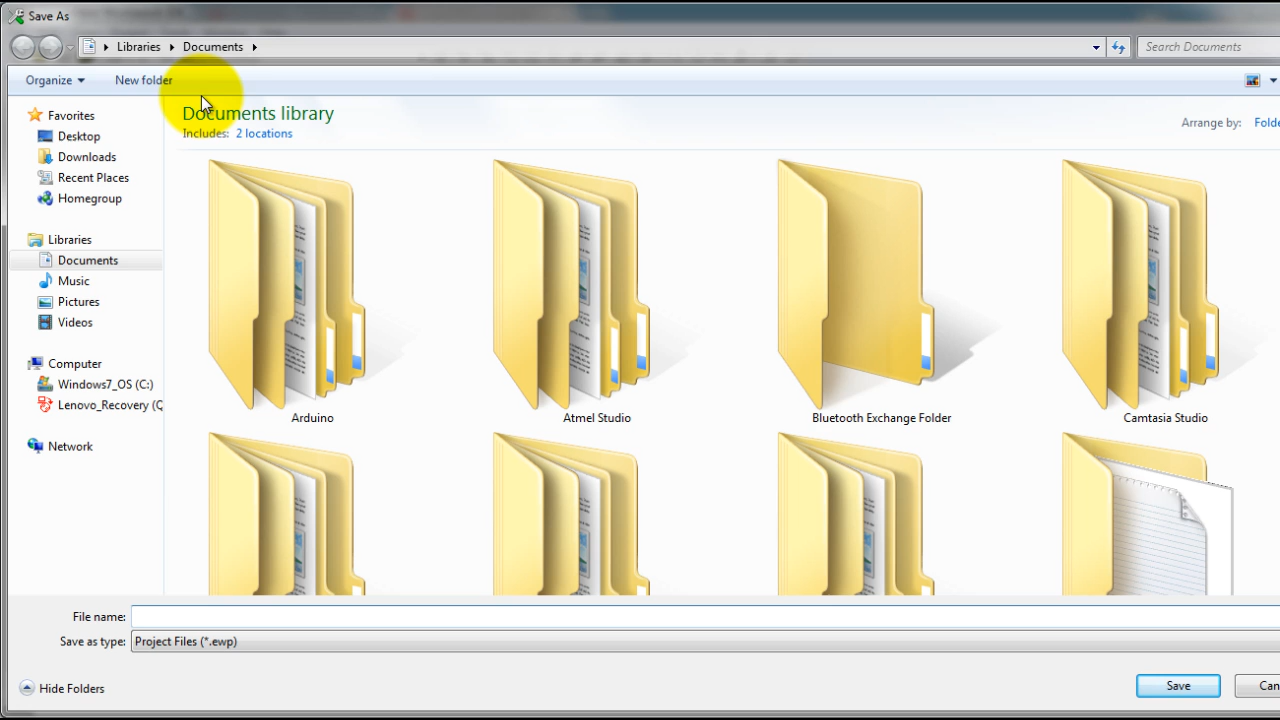 Save As
Libraries Documents
Search Documents
Organize New folder
Documents library
Includes: 2 locations
Arrange by:
Favorites
Desktop
Downloads
Recent Places
Homegroup
Libraries
Documents
Music
Pictures
Videos
Computer
Windows7_OS (C:)
Lenovo_Recovery (Q
Network
Arduino
Atmel Studio
Bluetooth Exchange Folder
Camtasia Studio
File name:
Save as type: Project Files (*.ewp)
Hide Folders
Save